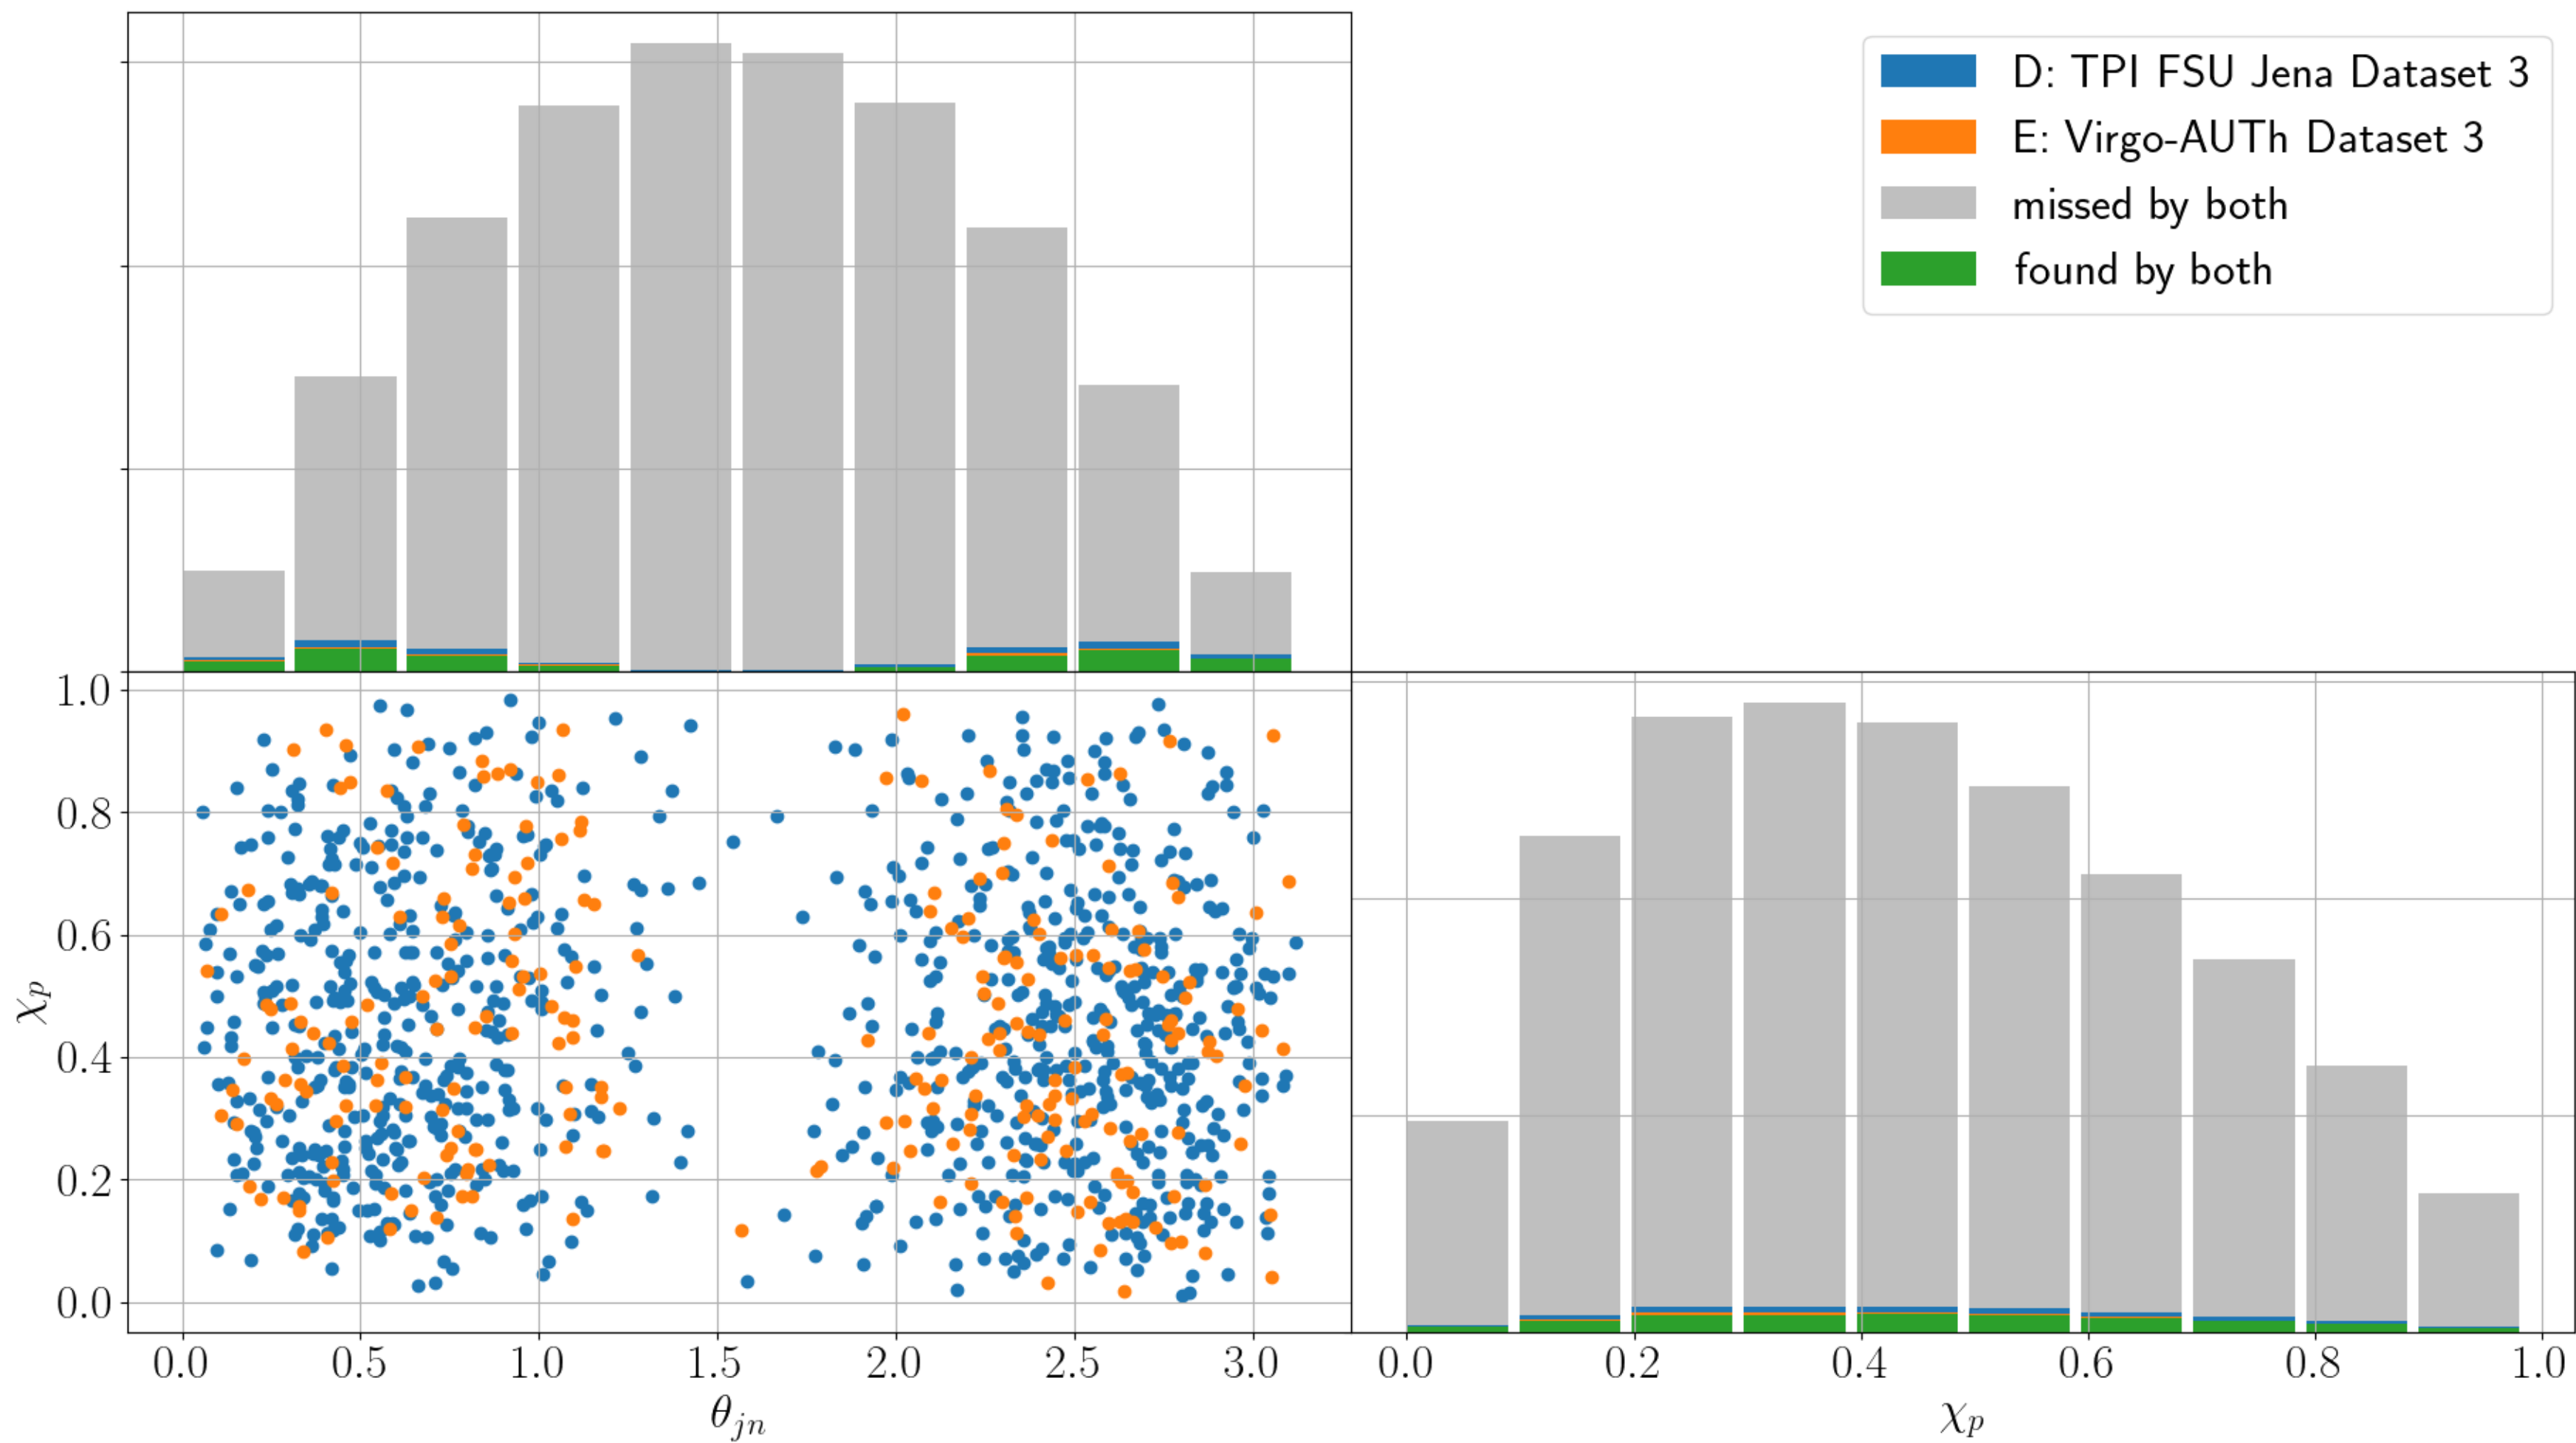 D: TPI FSU Jena Dataset 3
E: Virgo-AUTh Dataset 3
missed by both
found by both
1.0
0.8
0.6
0.4
0.2
0.0
χp
0.0 0.5 1.0 1.5 2.0 2.5 3.0
θjn
0.0 0.2 0.4 0.6 0.8 1.0
χp